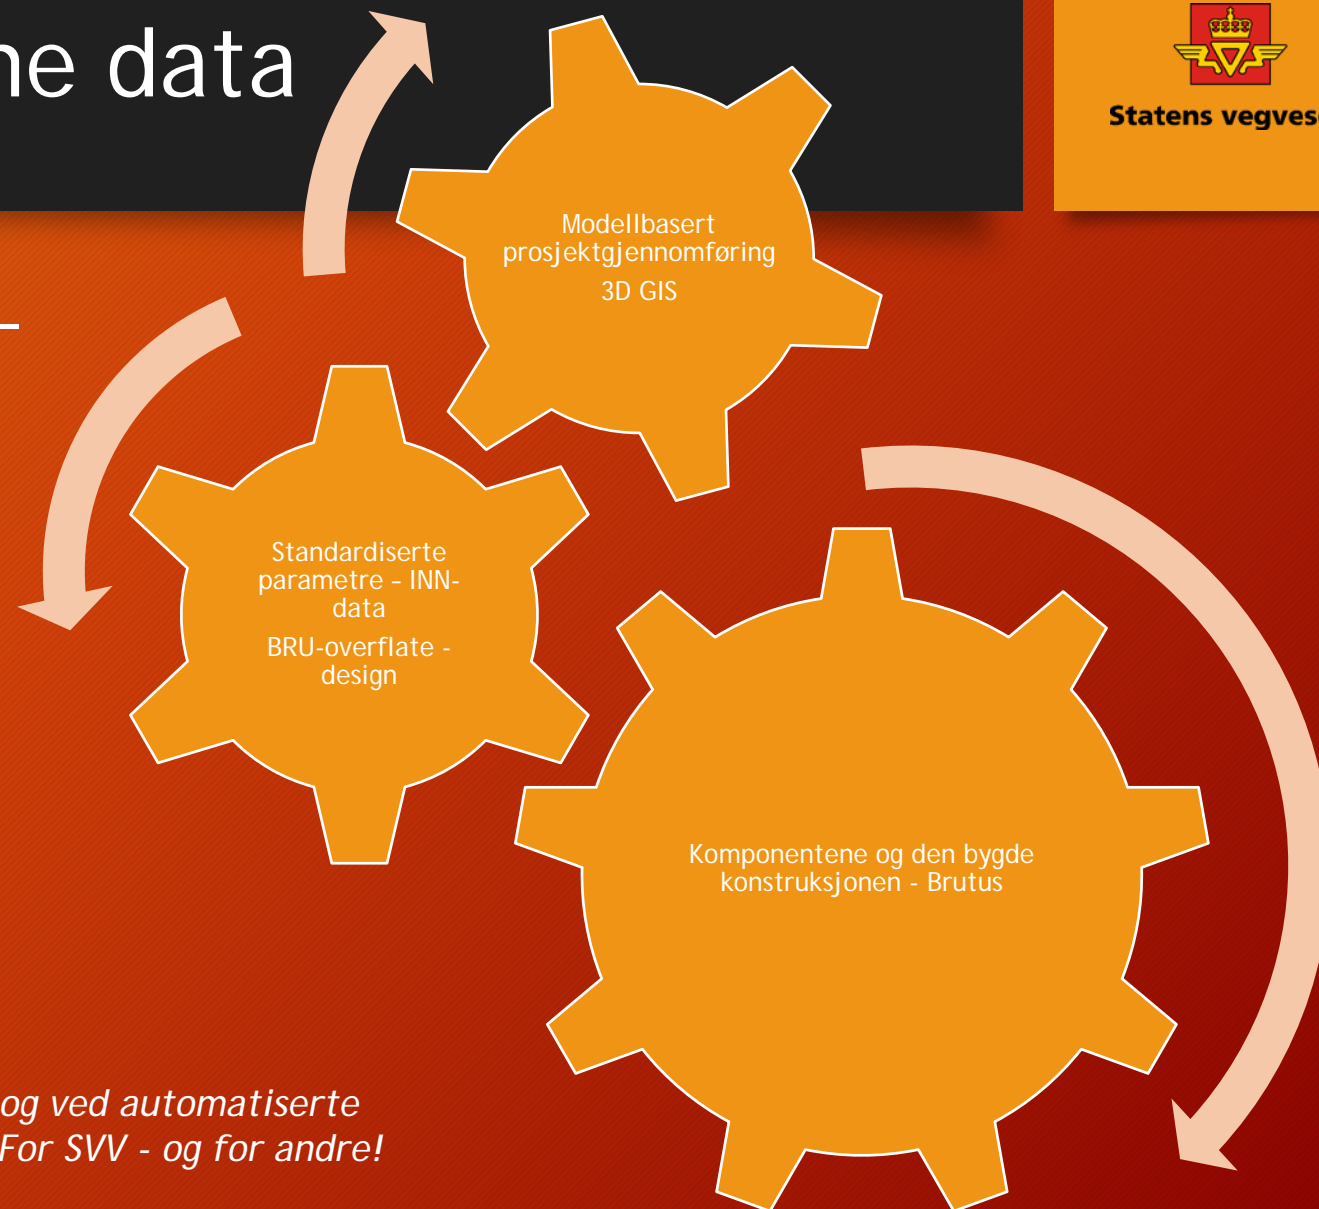 ne data
Statens vegves
Modellbasert
prosjektgjennomføring
3D GIS
Standardiserte
parametre - INN-
data
BRU-overflate -
design
Komponentene og den bygde
konstruksjonen - Brutus
og ved automatiserte
For SVV - og for andre!